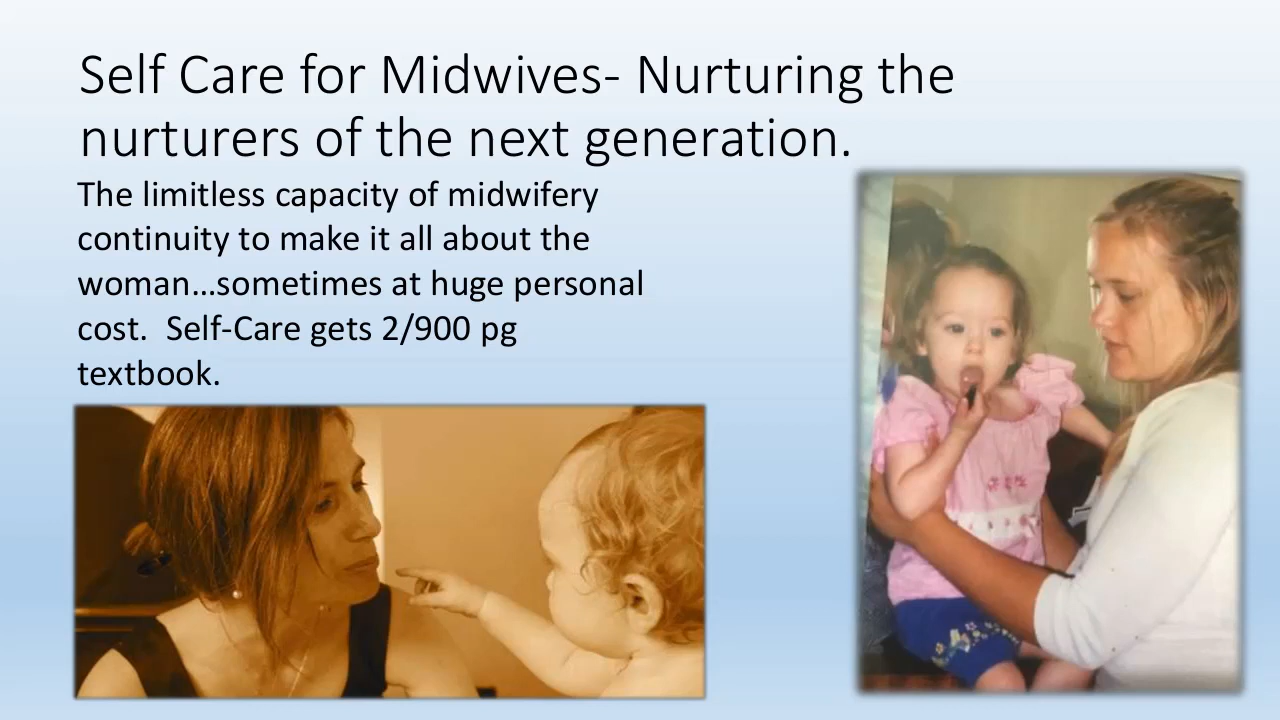 Self Care for Midwives- Nurturing the
nurturers of the next generation.
The limitless capacity of midwifery
continuity to make it all about the
woman…sometimes at huge personal
cost.  Self-Care gets 2/900 pg
textbook.